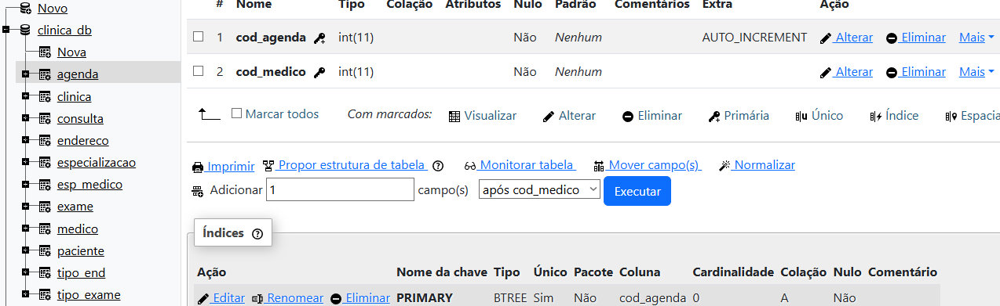 Novo
clinica_db
Nova
agenda
clinica
consulta
endereco
especializacao
esp_medico
exame
medico
paciente
tipo_end
tipo_exame
# Nome Tipo Colação Atributos Nulo Padrão Comentários Extra Ação
1 cod_agenda int(11) Não Nenhum AUTO_INCREMENT Alterar Eliminar Mais
2 cod_medico int(11) Não Nenhum Alterar Eliminar Mais
Marcar todos Com marcados: Visualizar Alterar Eliminar Primária Único Índice Espacia
Imprimir Propor estrutura de tabela Monitorar tabela Mover campo(s) Normalizar
Adicionar 1 campo(s) após cod_medico Executar
Índices
Ação Nome da chave Tipo Único Pacote Coluna Cardinalidade Colação Nulo Comentário
Editar Renomear Eliminar PRIMARY BTREE Sim Não cod_agenda 0 A Não